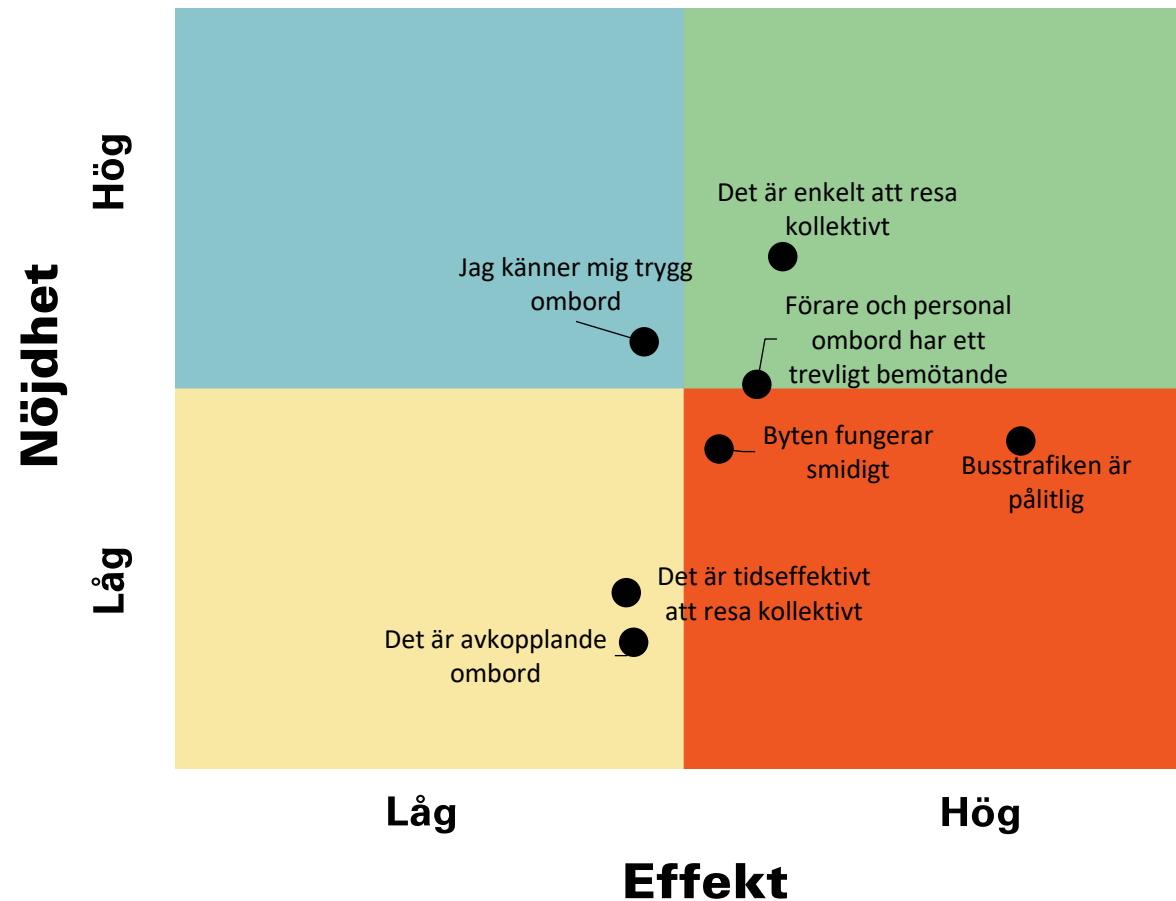 Hög
Nöjdhet
Låg
Det är enkelt att resa
kollektivt
Jag känner mig trygg
ombord
Förare och personal
ombord har ett
trevligt bemötande
Byten fungerar
smidigt
Busstrafiken är
pålitlig
Det är tidseffektivt
att resa kollektivt
Det är avkopplande
ombord
Låg
Hög
Effekt